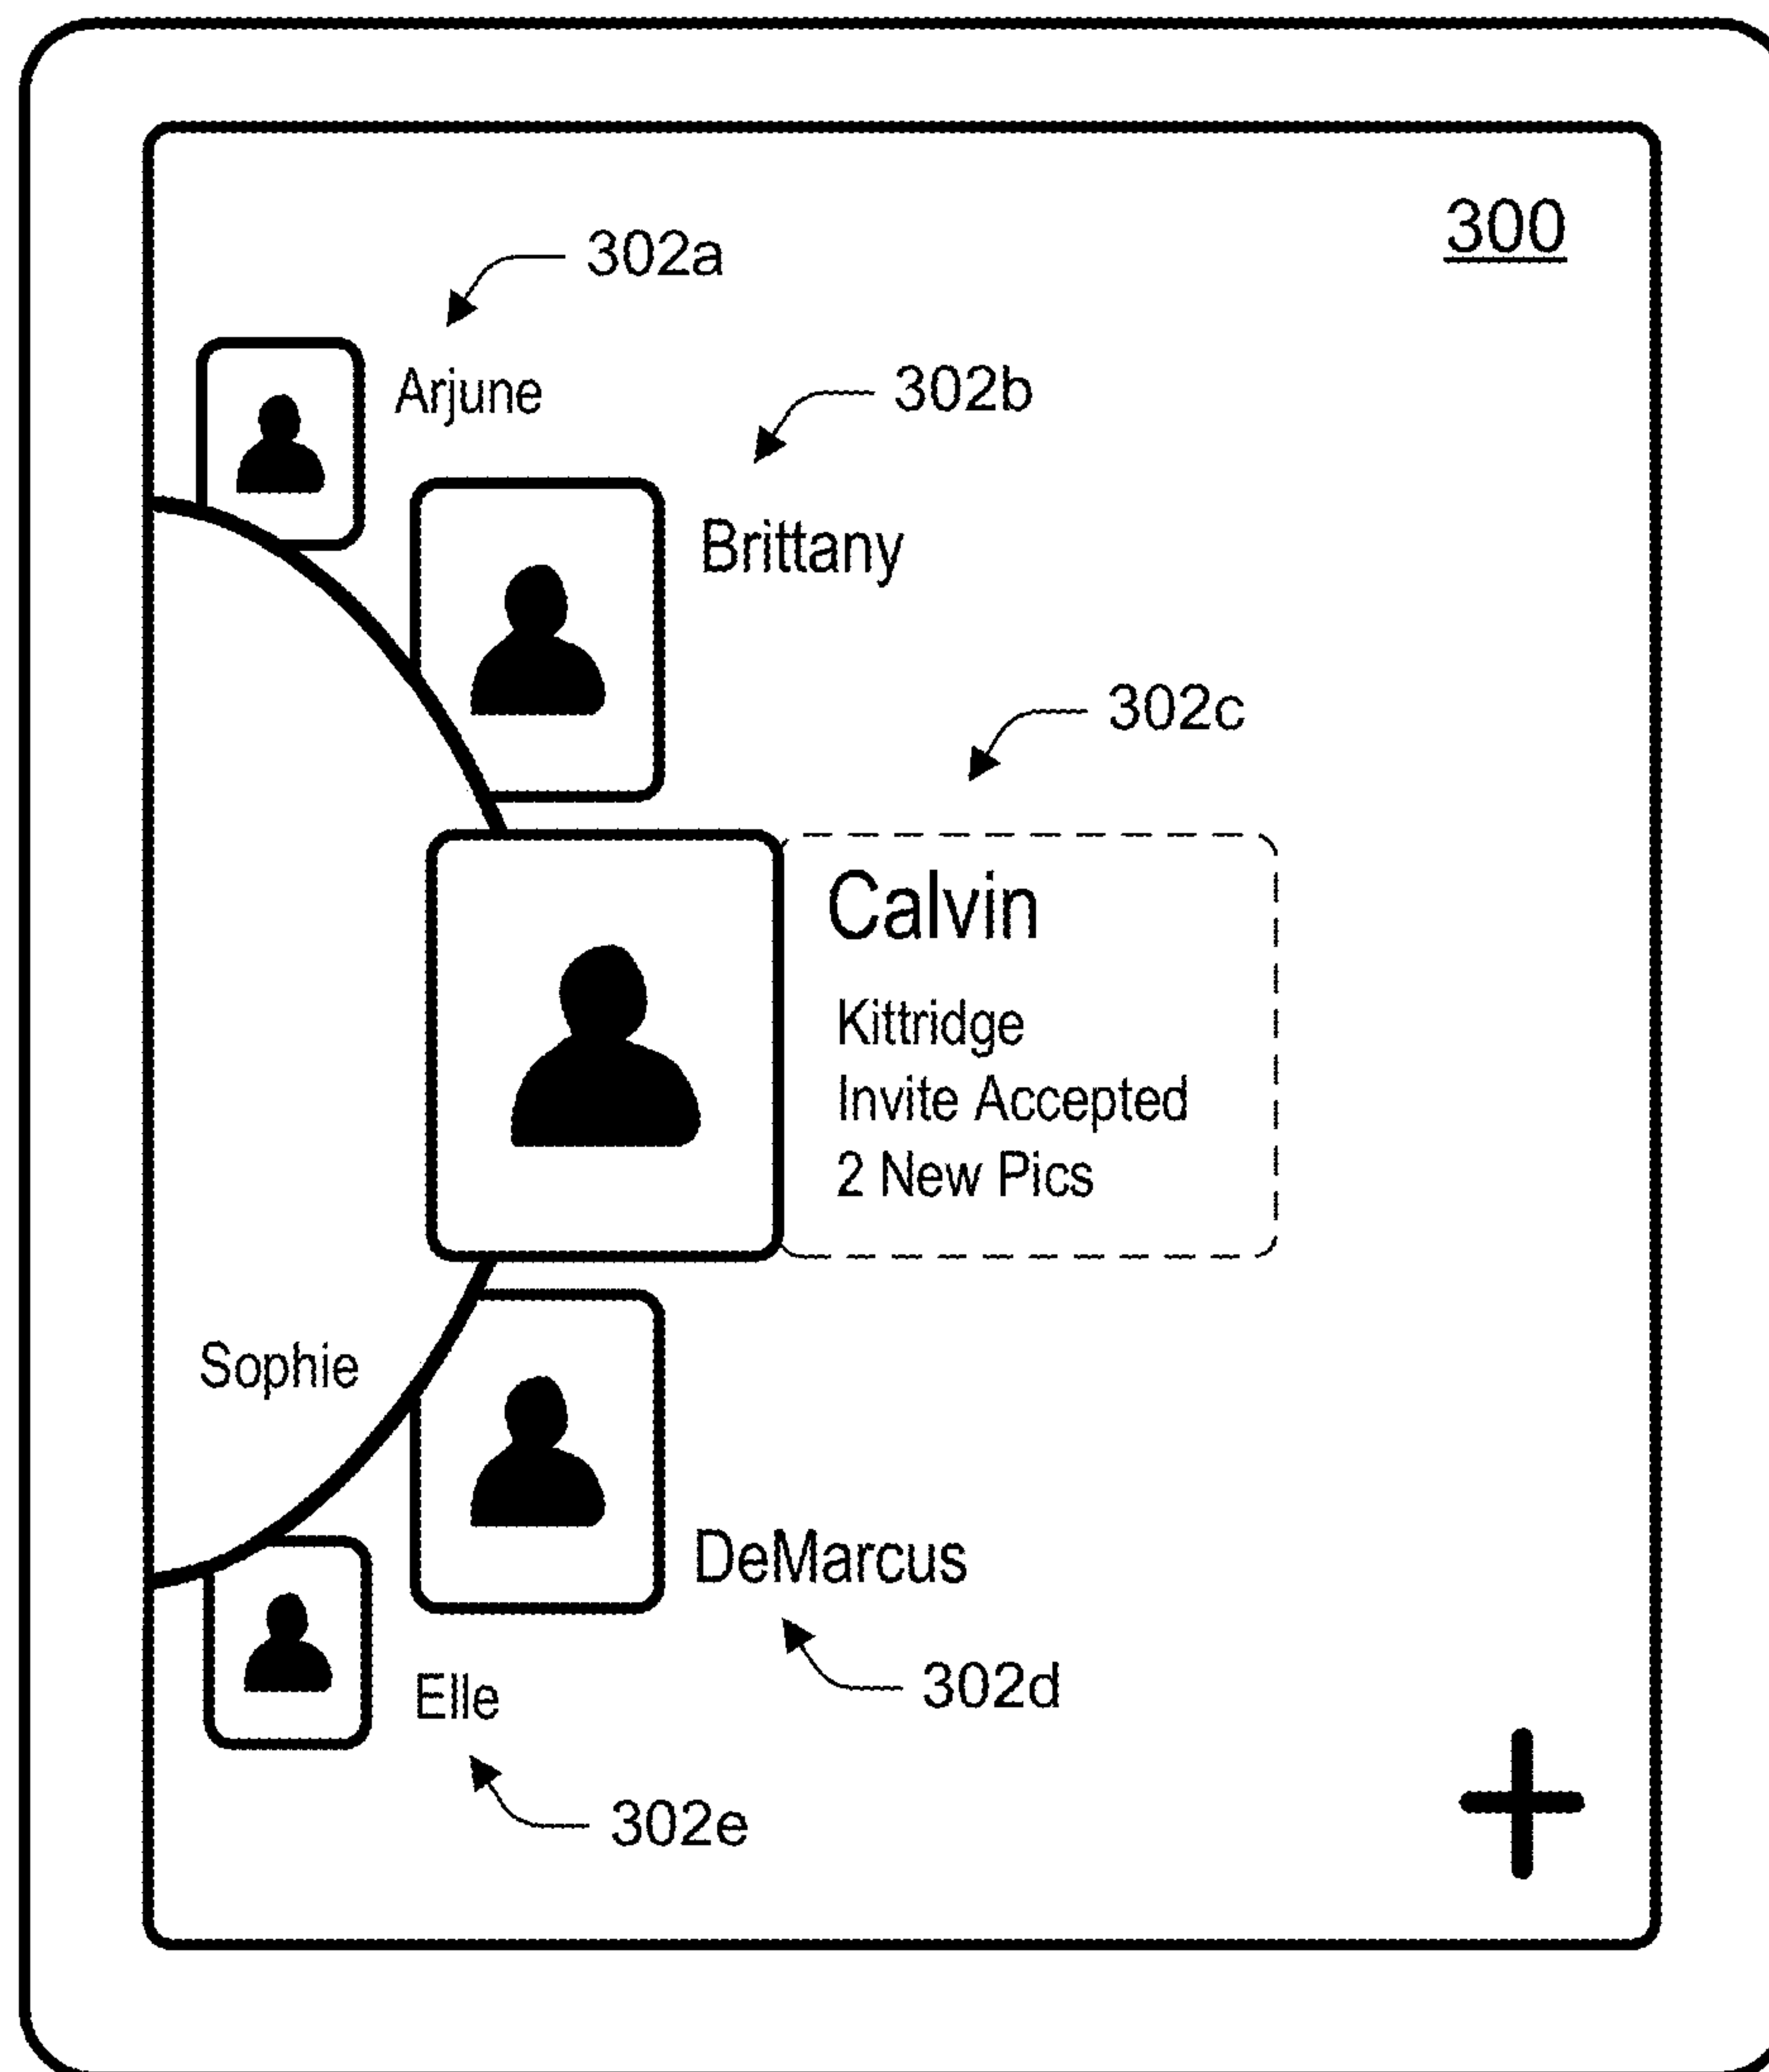 300
302a
Arjune
302b
Brittany
302c
Calvin
Kittridge
Invite Accepted
2 New Pics
Sophie
DeMarcus
302d
Elle
302e